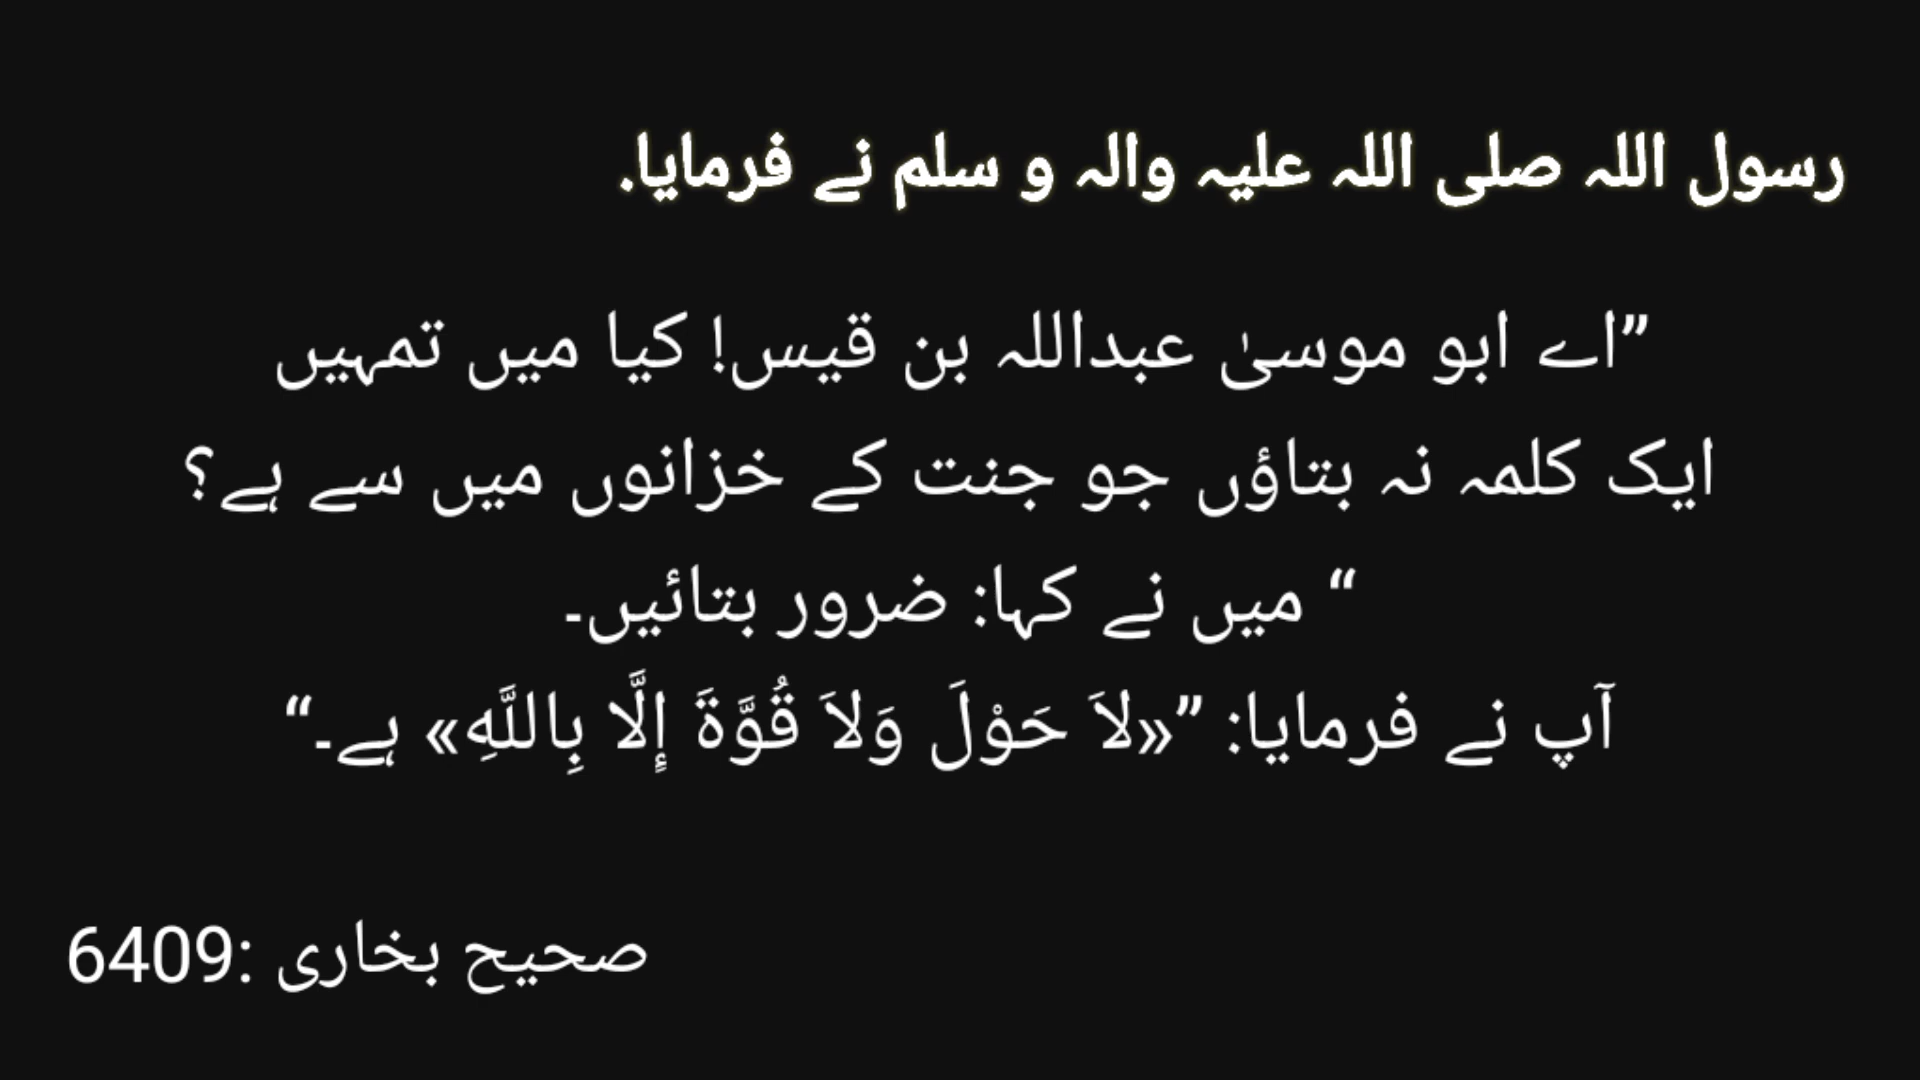 رسول اللہ صلی اللہ علیہ والہ و سلم نے فرمایا.
”اے ابو موسیٰ عبداللہ بن قیس! کیا میں تمہیں
ایک کلمہ نہ بتاؤں جو جنت کے خزانوں میں سے ہے؟
“ میں نے کہا: ضرور بتائیں۔
آپ نے فرمایا: ”«لاَ حَوْلَ وَلاَ قُوَّةَ إِلَّا بِاللَّهِ» ہے۔“
صحیح بخاری :6409